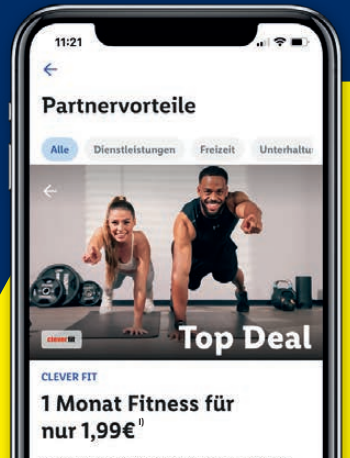 11:21
Partnervorteile
Alle Dienstleistungen Freizeit Unterhaltu
cleverfit
Top Deal
CLEVER FIT
1 Monat Fitness für
nur 1,99€¹⁾